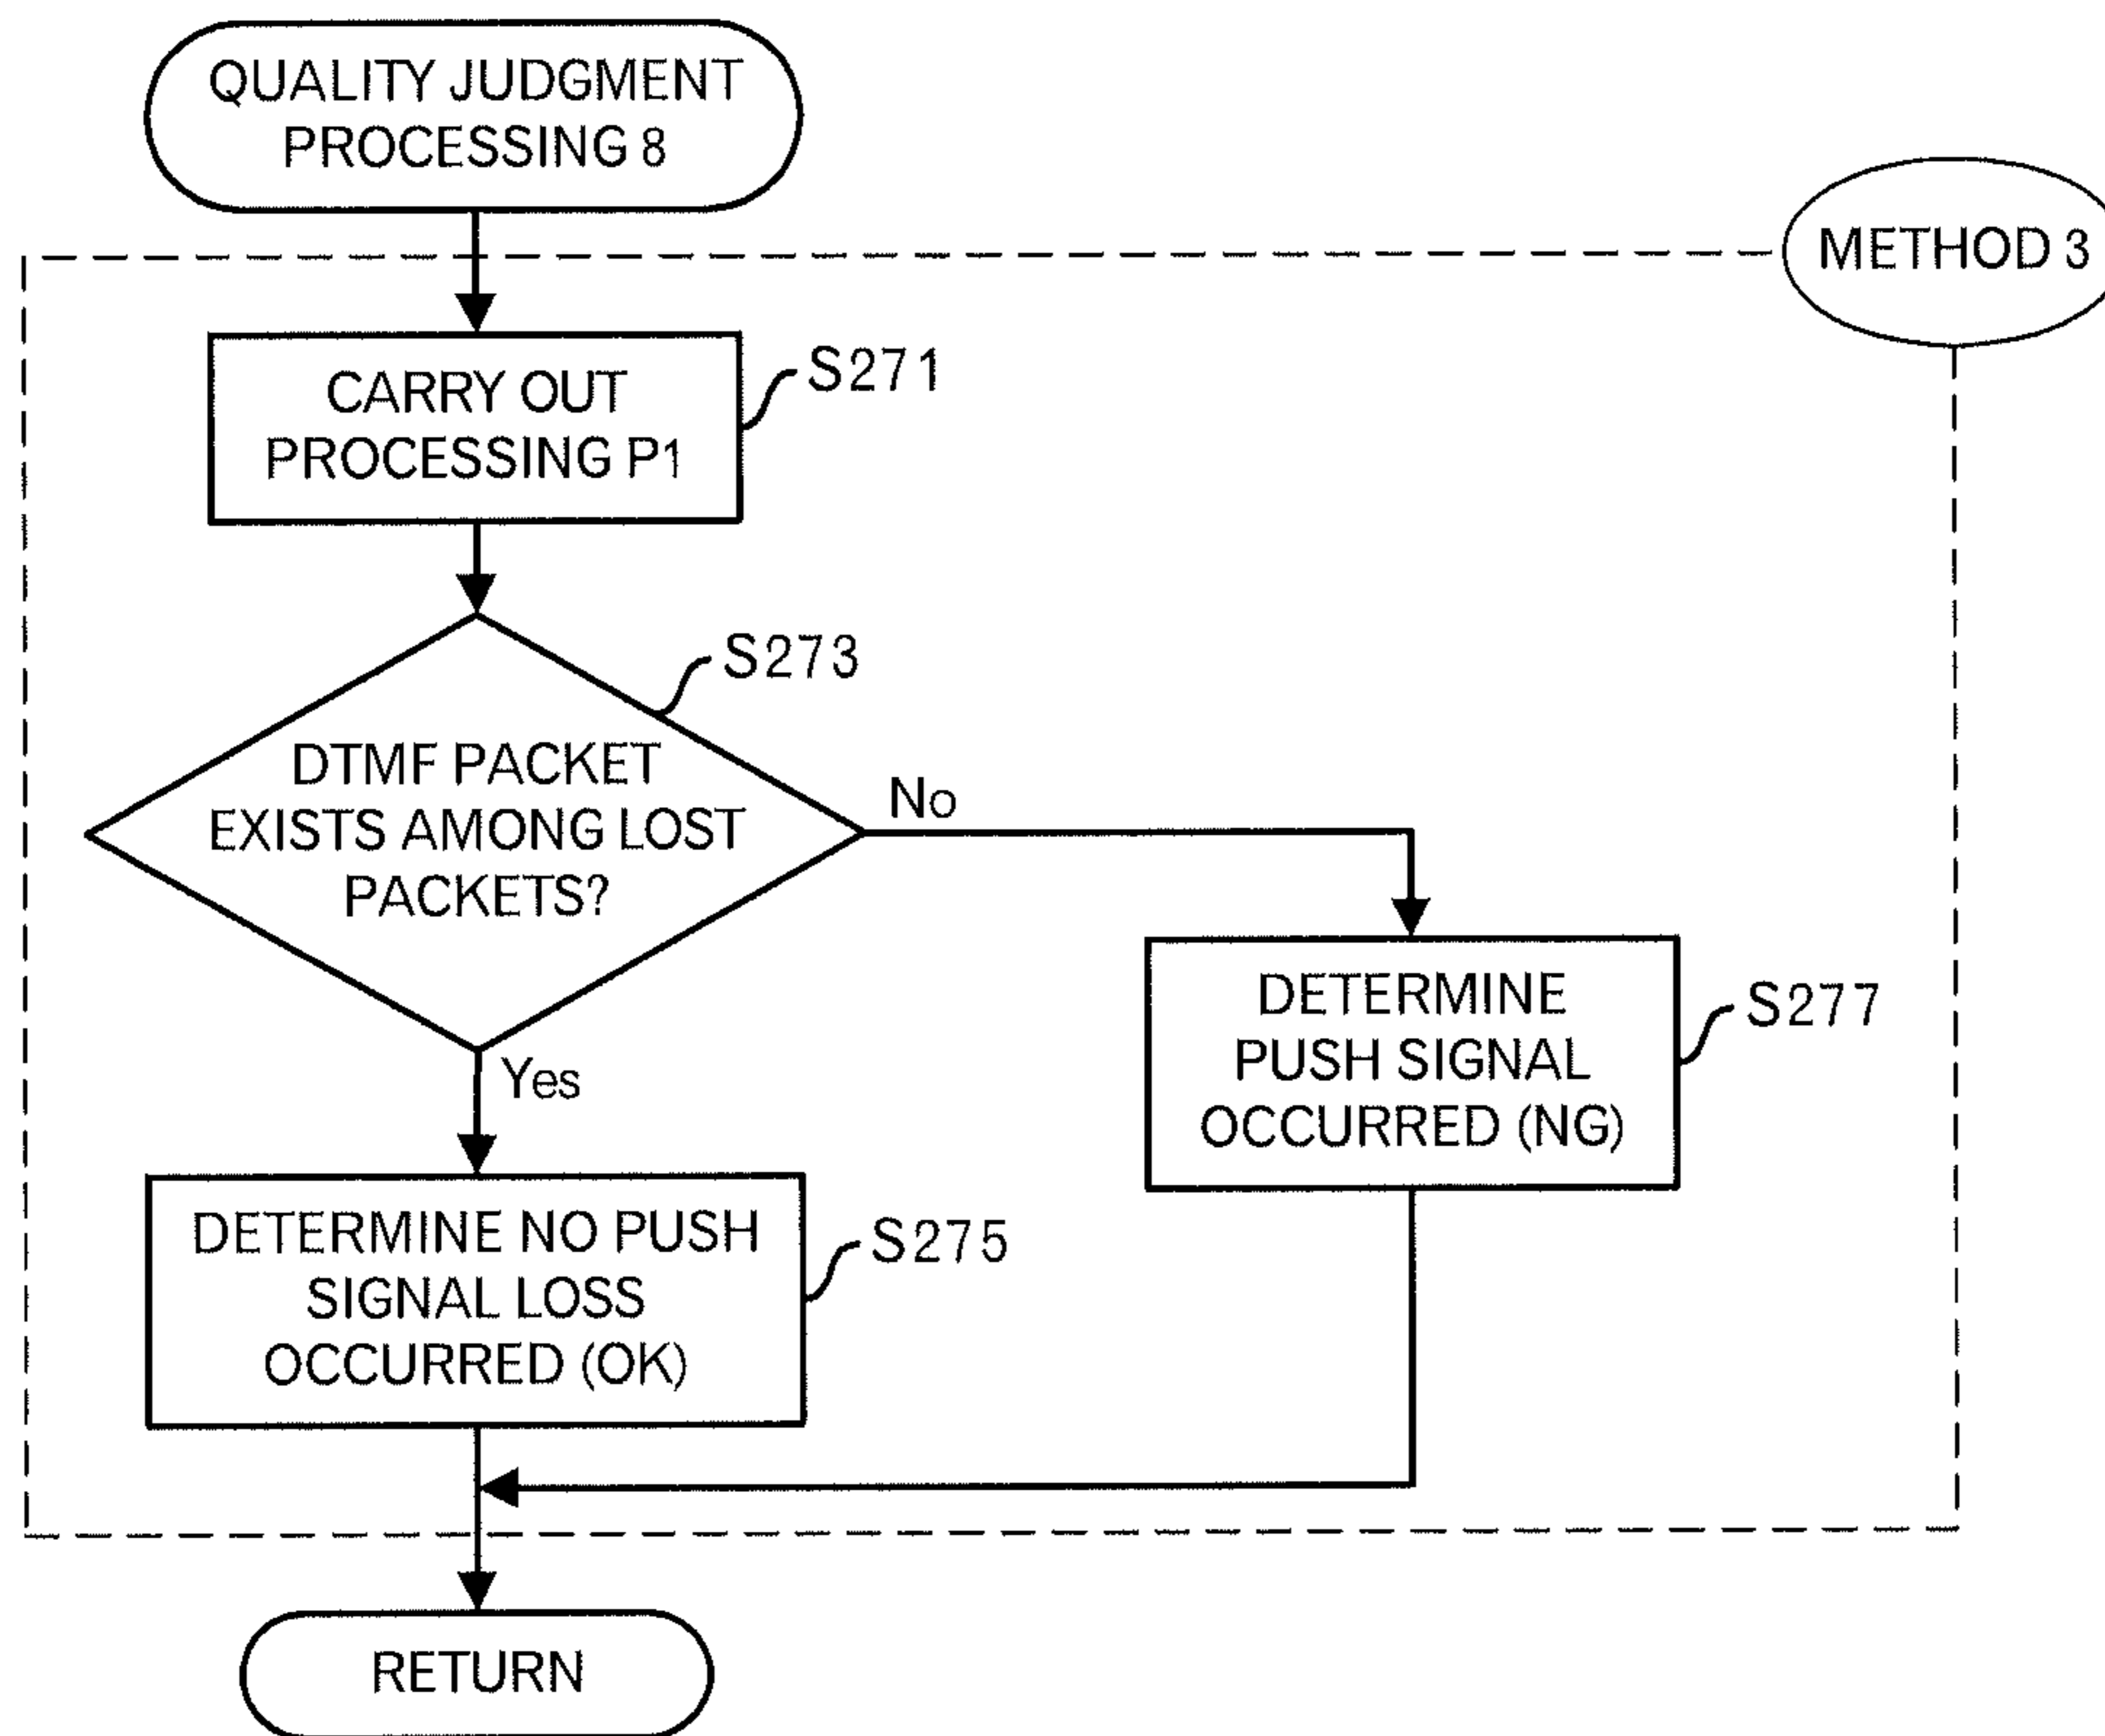 QUALITY JUDGMENT
PROCESSING 8
METHOD 3
CARRY OUT
PROCESSING P1
S271
S273
DTMF PACKET
EXISTS AMONG LOST
PACKETS?
No
Yes
DETERMINE
PUSH SIGNAL
OCCURRED (NG)
S277
DETERMINE NO PUSH
SIGNAL LOSS
OCCURRED (OK)
S275
RETURN